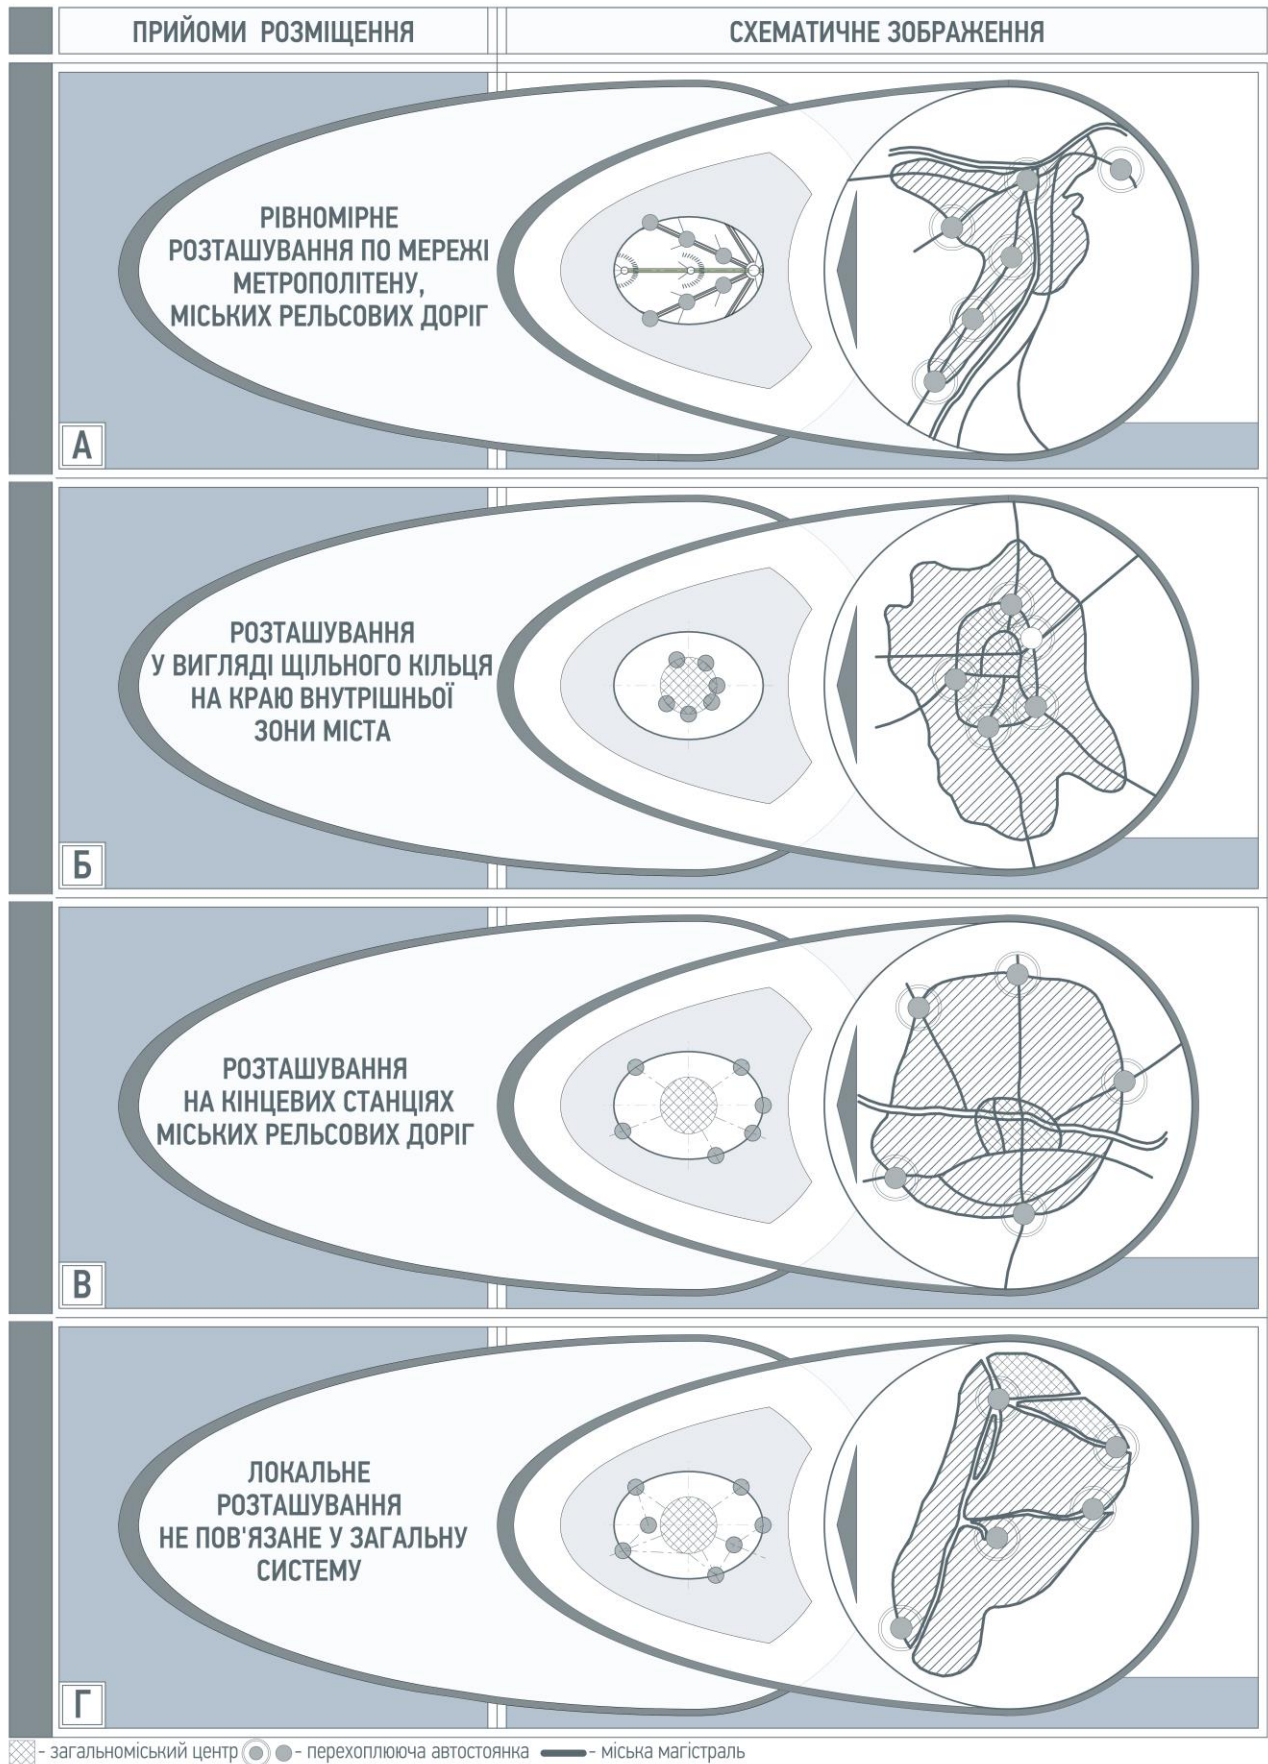 ПРИЙОМИ РОЗМІЩЕННЯ
СХЕМАТИЧНЕ ЗОБРАЖЕННЯ
РІВНОМІРНЕ
РОЗТАШУВАННЯ ПО МЕРЕЖІ
МЕТРОПОЛІТЕНУ,
МІСЬКИХ РЕЛЬСОВИХ ДОРІГ
А
РОЗТАШУВАННЯ
У ВИГЛЯДІ ЩІЛЬНОГО КІЛЬЦЯ
НА КРАЮ ВНУТРІШНЬОЇ
ЗОНИ МІСТА
Б
РОЗТАШУВАННЯ
НА КІНЦЕВИХ СТАНЦІЯХ
МІСЬКИХ РЕЛЬСОВИХ ДОРІГ
В
ЛОКАЛЬНЕ
РОЗТАШУВАННЯ
НЕ ПОВ'ЯЗАНЕ У ЗАГАЛЬНУ
СИСТЕМУ
Г
- загальноміський центр - перехоплююча автостоянка - міська магістраль